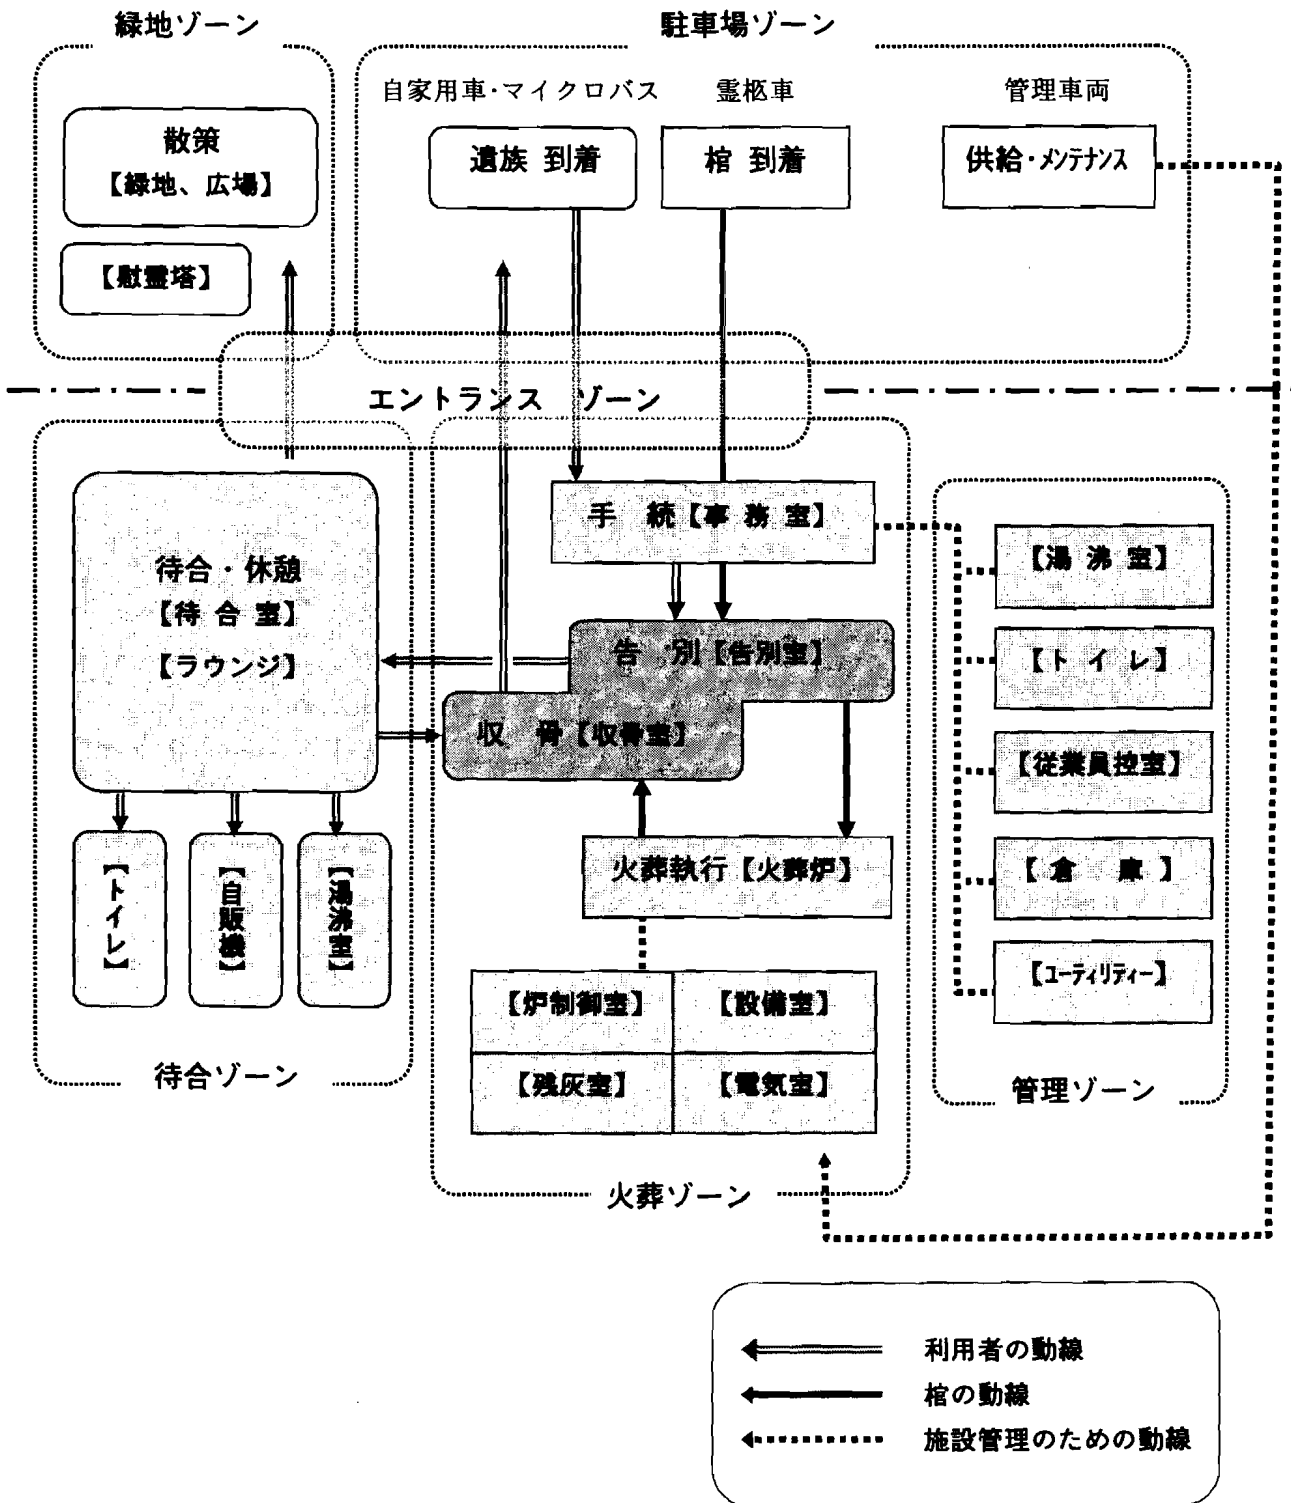 緑地ゾーン
駐車場ゾーン
自家用車・マイクロバス
霊柩車
管理車両
散策
【緑地、広場】
遺族 到着
棺 到着
供給・メンテナンス
【慰霊塔】
エントランス ゾーン
手 続【事 務 室】
待合・休憩
【待 合 室】
【ラウンジ】
告 別【告別室】
収 骨【収骨室】
火葬執行【火葬炉】
【トイレ】
【自販機】
【湯沸室】
【炉制御室】
【設備室】
【残灰室】
【電気室】
【湯 沸 室】
【ト イ レ】
【従業員控室】
【倉 庫】
【ユーティリティー】
待合ゾーン
火葬ゾーン
管理ゾーン
利用者の動線
棺の動線
施設管理のための動線